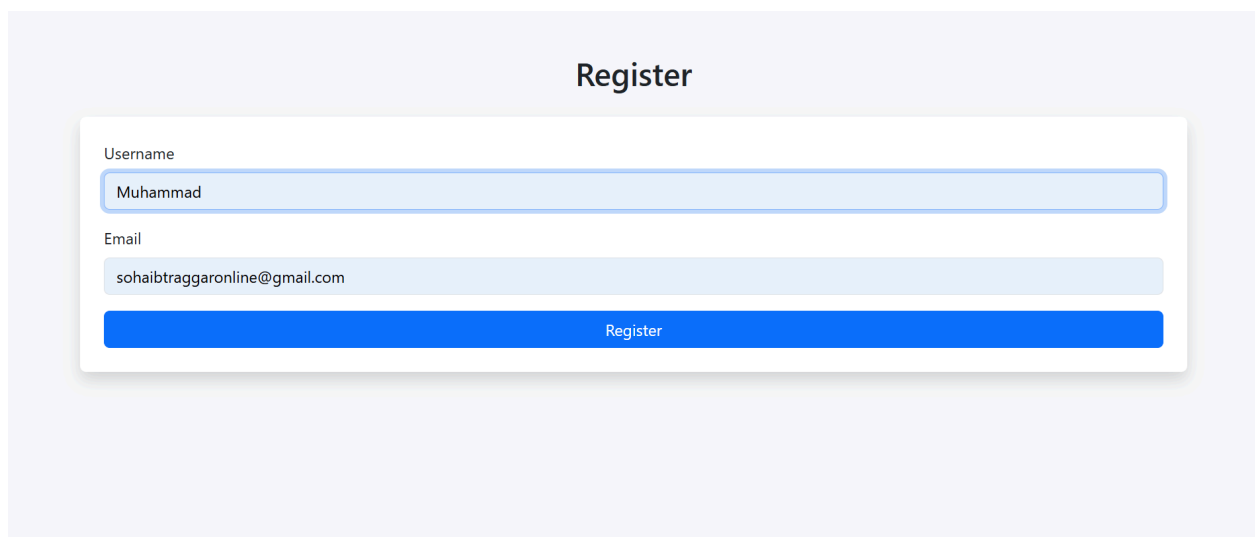 Register
Username
Muhammad
Email
sohaibtraggaronline@gmail.com
Register